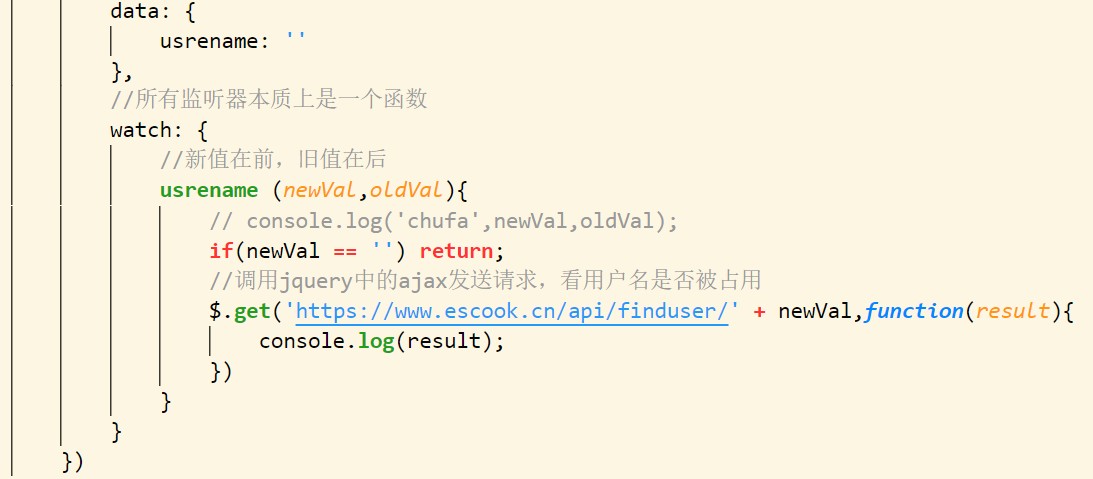 data: {
usrename: ''
},
//所有监听器本质上是一个函数
watch: {
//新值在前，旧值在后
usrename (newVal,oldVal){
// console.log('chufa',newVal,oldVal);
if(newVal == '') return;
//调用jquery中的ajax发送请求，看用户名是否被占用
$.get('https://www.escook.cn/api/finduser/' + newVal,function(result){
console.log(result);
})
}
}
})